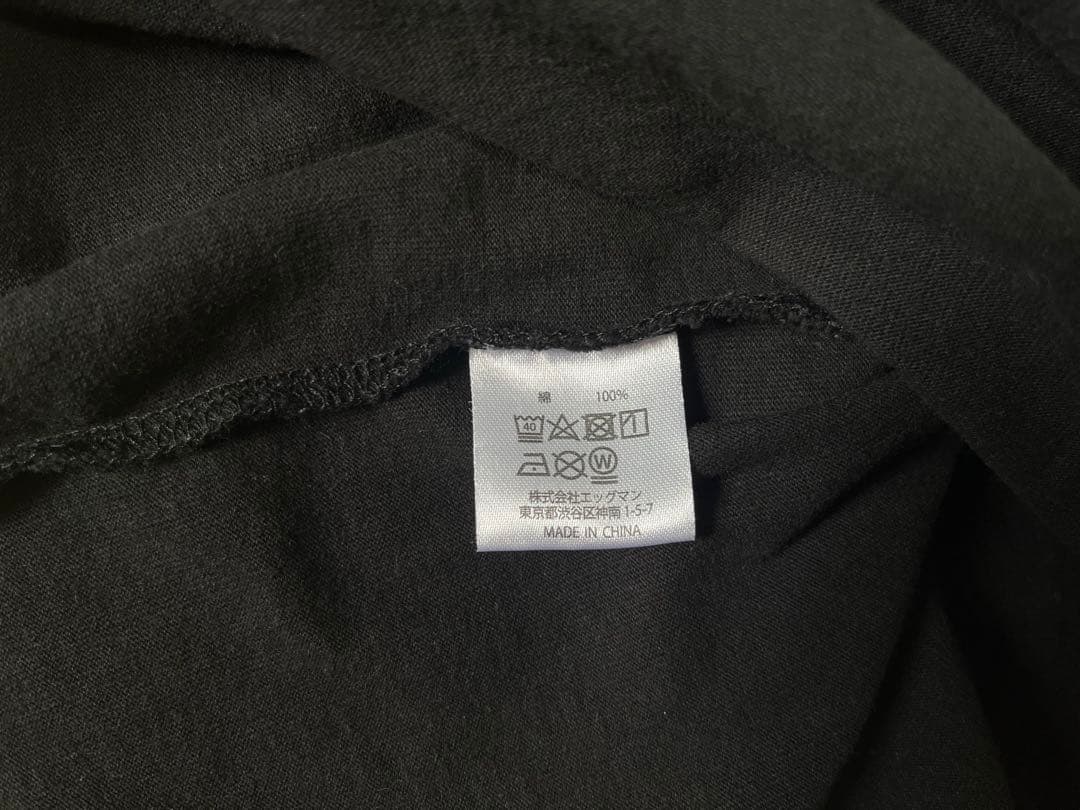 綿 100%
40
W
株式会社エッグマン
東京都渋谷区神南1-5-7
MADE IN CHINA